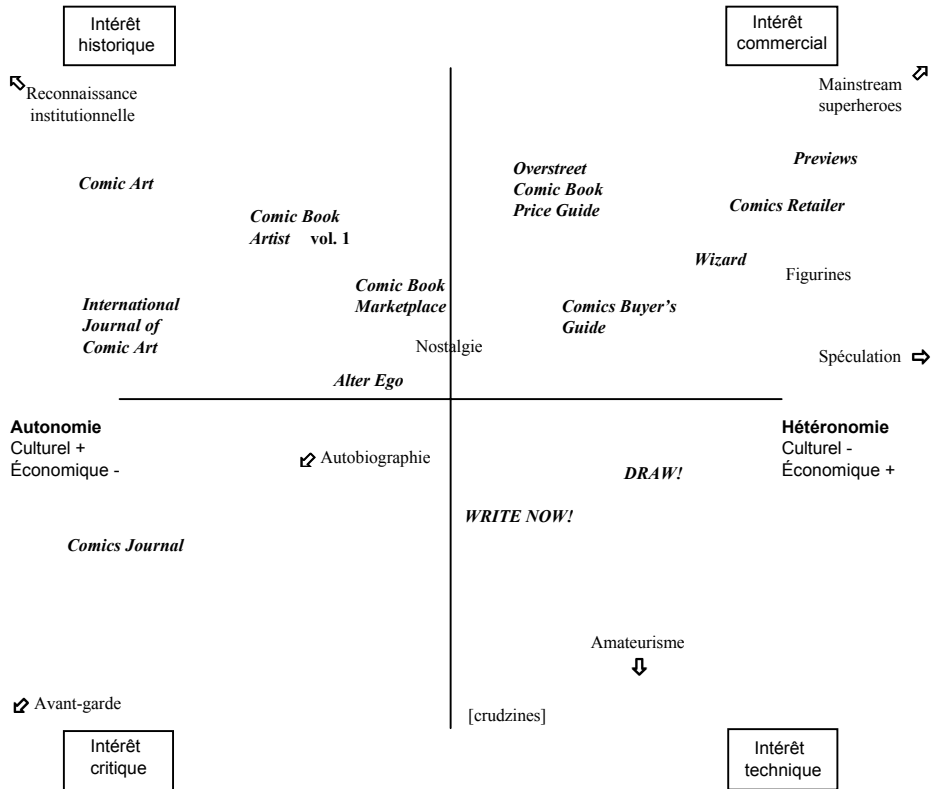 Intérêt
historique
Intérêt
commercial
Reconnaissance
institutionnelle
Mainstream
superheroes
Comic Art
Overstreet
Comic Book
Price Guide
Previews
Comics Retailer
Comic Book
Artist vol. 1
Wizard
Figurines
Comic Book
Marketplace
International
Journal of
Comic Art
Comics Buyer's
Guide
Nostalgie
Spéculation
Alter Ego
Autonomie
Culturel +
Économique -
Hétéronomie
Culturel -
Économique +
Autobiographie
DRAW!
WRITE NOW!
Comics Journal
Amateurisme
Avant-garde
[crudzines]
Intérêt
critique
Intérêt
technique